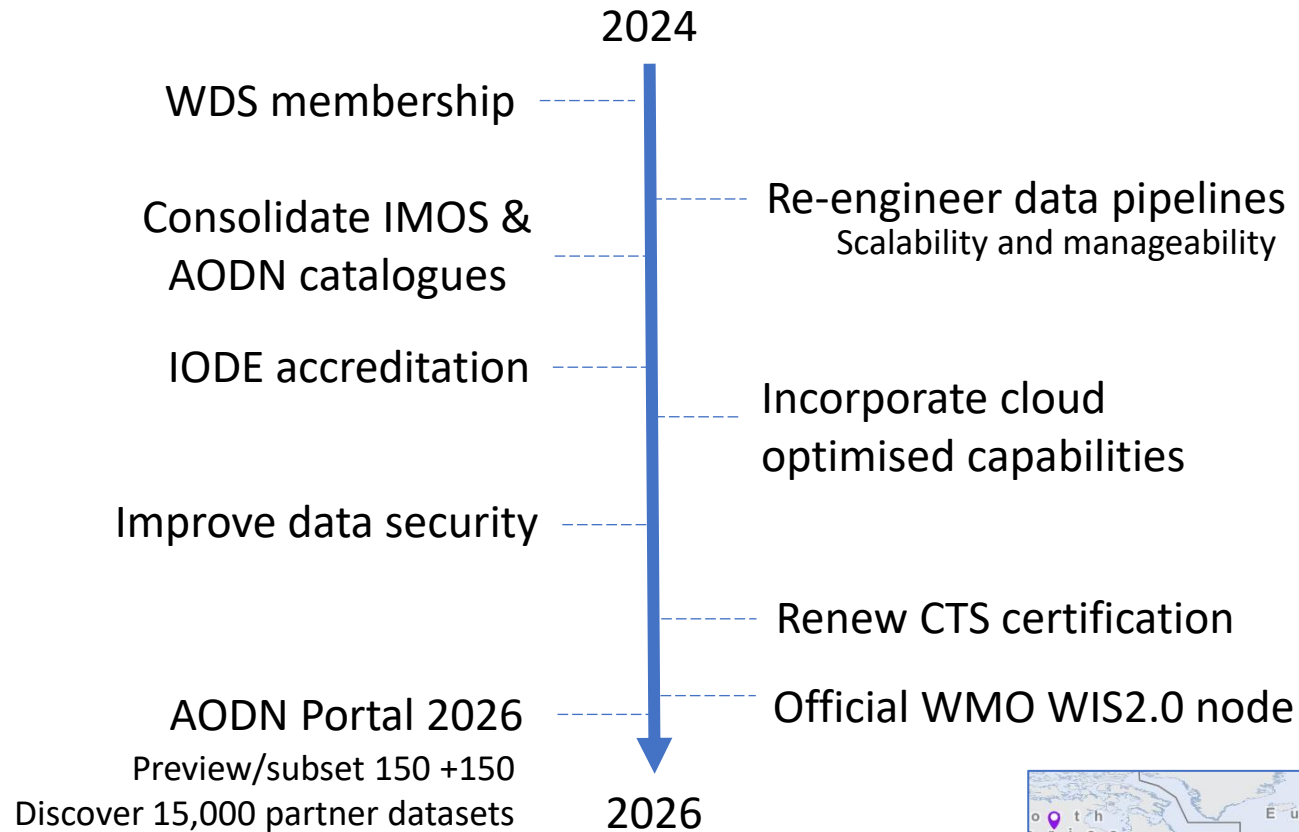 2024
WDS membership
Re-engineer data pipelines
Scalability and manageability
Consolidate IMOS &
AODN catalogues
IODE accreditation
Incorporate cloud
optimised capabilities
Improve data security
Renew CTS certification
Official WMO WIS2.0 node
AODN Portal 2026
Preview/subset 150 +150
Discover 15,000 partner datasets
2026
o t h
E u